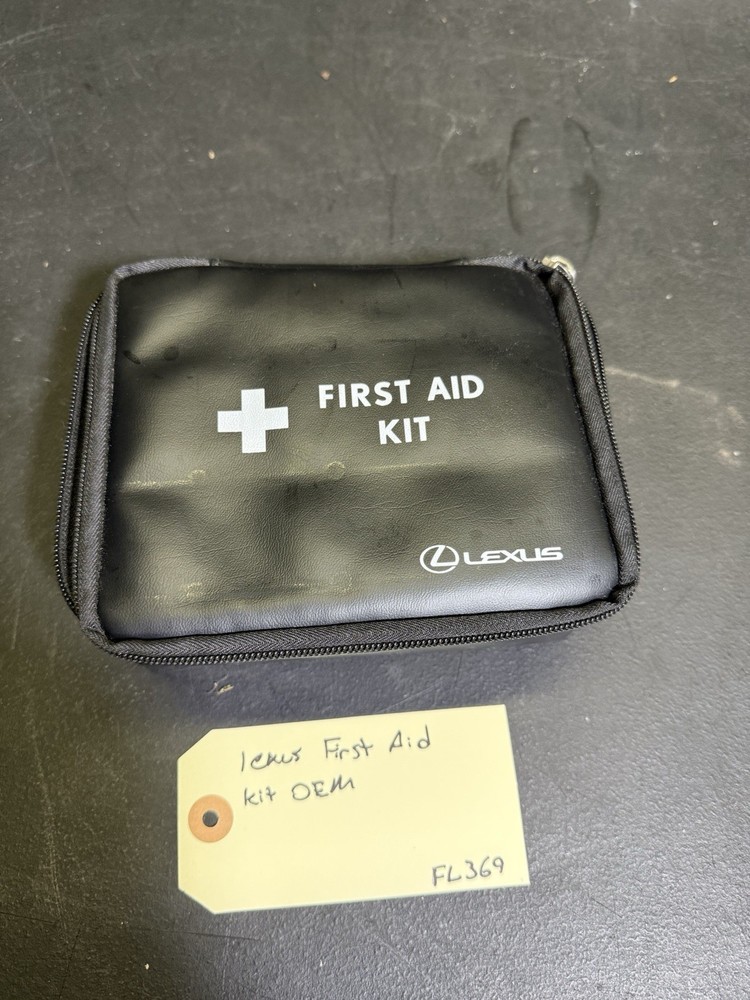 FIRST AID
KIT
LEXUS
lexus First Aid
kit OEM
FL369